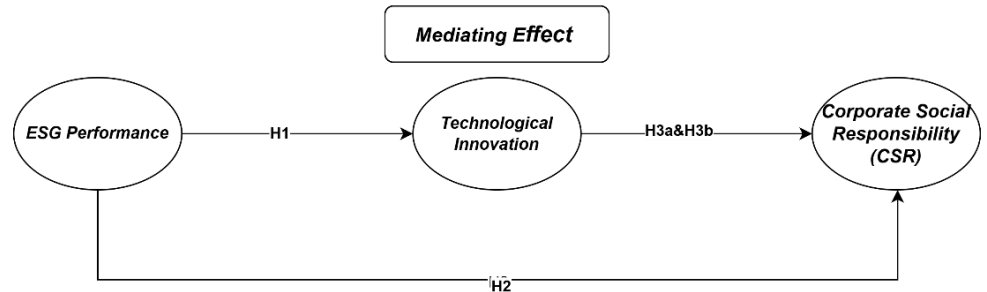 Mediating Effect
ESG Performance
H1
Technological
Innovation
H3a&H3b
Corporate Social
Responsibility
(CSR)
H2